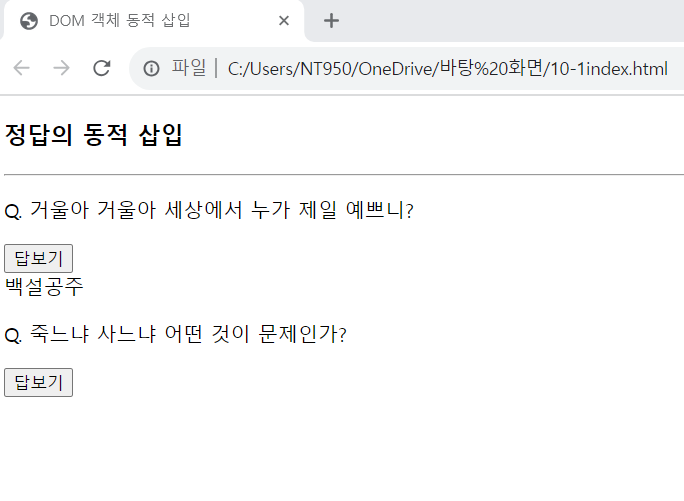 DOM 객체 동적 삽입
파일 | C:/Users/NT950/OneDrive/바탕%20화면/10-1index.html
정답의 동적 삽입
Q. 거울아 거울아 세상에서 누가 제일 예쁘니?
답보기
백설공주
Q. 죽느냐 사느냐 어떤 것이 문제인가?
답보기